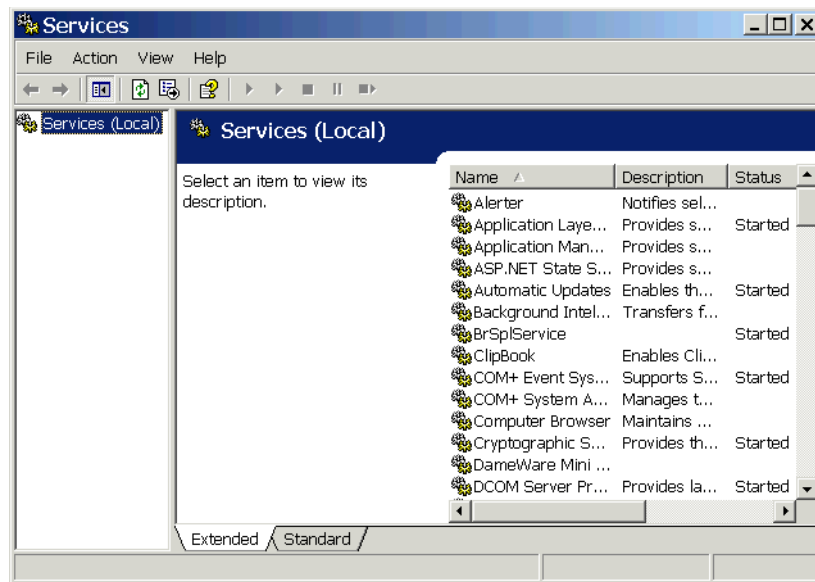 Services
File Action View Help
Services (Local)
Services (Local)
Select an item to view its
description.
Name Description Status
Alerter Notifies sel...
Application Laye... Provides s... Started
Application Man... Provides s...
ASP.NET State S... Provides s...
Automatic Updates Enables th... Started
Background Intel... Transfers f...
BrSplService Started
ClipBook Enables Cli...
COM+ Event Sys... Supports S... Started
COM+ System A... Manages t...
Computer Browser Maintains ...
Cryptographic S... Provides th... Started
DameWare Mini ...
DCOM Server Pr... Provides la... Started
Extended Standard